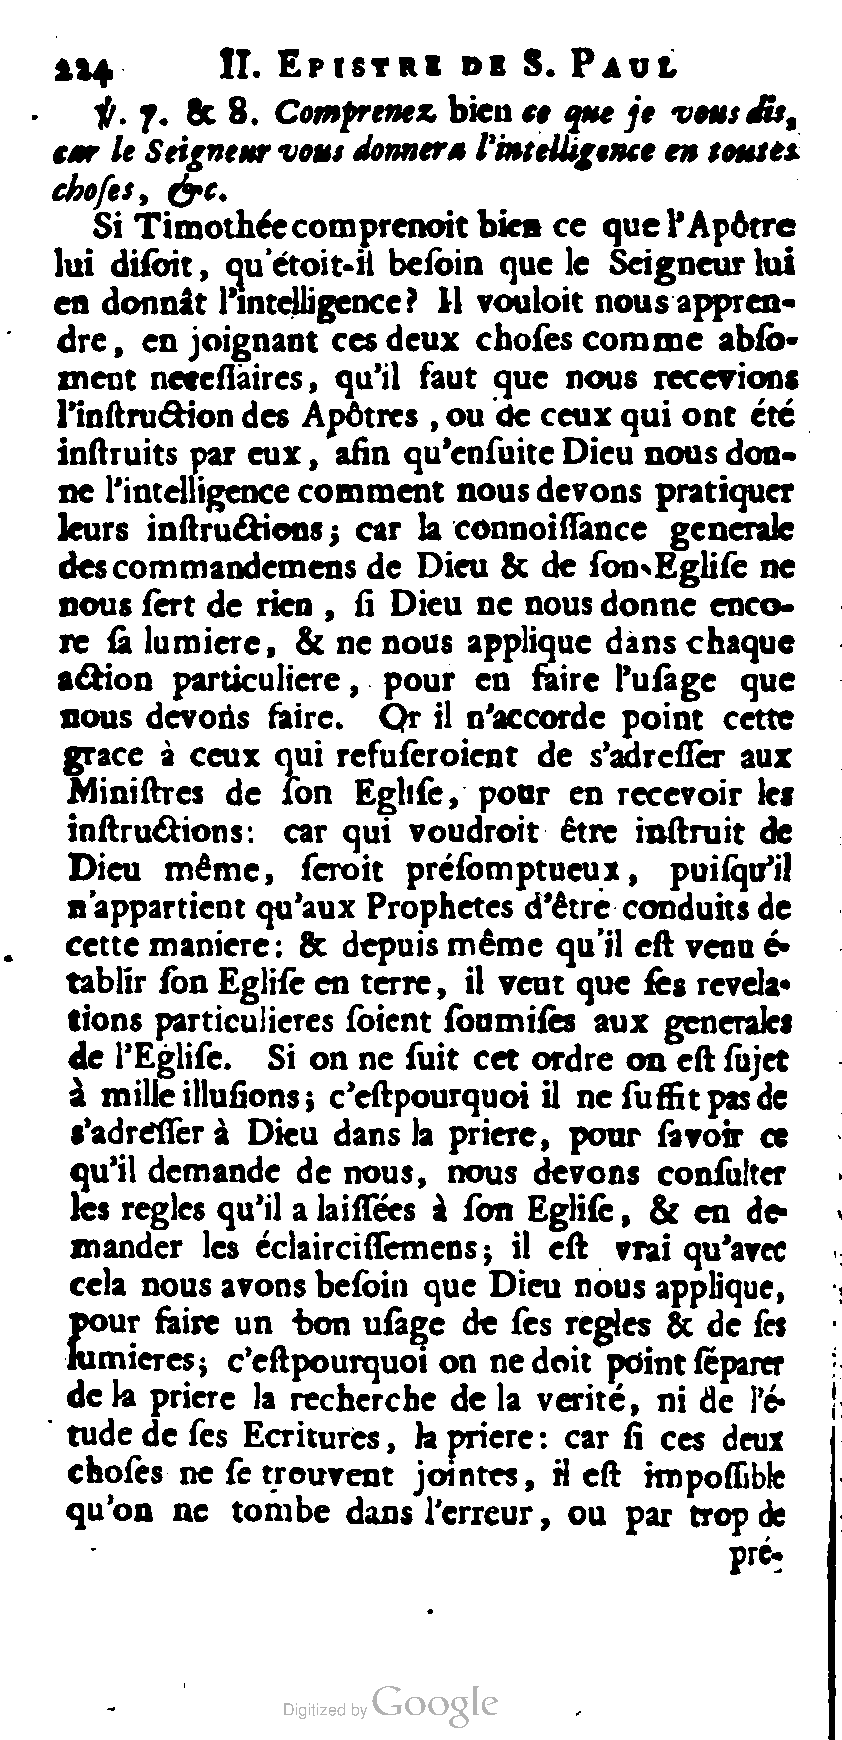 224 II. EPISTRE DE S. PAUL
℣. 7. & 8. Comprenez bien ce que je vous dis,
car le Seigneur vous donnera l'intelligence en toutes
choſes, &c.
Si Timothée comprenoit bien ce que l'Apôtre
lui diſoit, qu'étoit-il beſoin que le Seigneur lui
en donnât l'intelligence? Il vouloit nous appren-
dre, en joignant ces deux choſes comme abſo-
ment neceſſaires, qu'il faut que nous recevions
l'inſtruction des Apôtres, ou de ceux qui ont été
inſtruits par eux, afin qu'enſuite Dieu nous don-
ne l'intelligence comment nous devons pratiquer
leurs inſtructions; car la connoiſſance generale
des commandemens de Dieu & de ſon Egliſe ne
nous ſert de rien, ſi Dieu ne nous donne enco-
re ſa lumiere, & ne nous applique dans chaque
action particuliere, pour en faire l'uſage que
nous devons faire. Or il n'accorde point cette
grace à ceux qui refuſeroient de s'adreſſer aux
Miniſtres de ſon Egliſe, pour en recevoir les
inſtructions: car qui voudroit être inſtruit de
Dieu même, ſeroit préſomptueux, puiſqu'il
n'appartient qu'aux Prophetes d'être conduits de
cette maniere: & depuis même qu'il eſt venu é-
tablir ſon Egliſe en terre, il veut que ſes revela-
tions particulieres ſoient ſoumiſes aux generales
de l'Egliſe. Si on ne ſuit cet ordre on eſt ſujet
à mille illuſions; c'eſtpourquoi il ne ſuffit pas de
s'adreſſer à Dieu dans la priere, pour ſavoir ce
qu'il demande de nous, nous devons conſulter
les regles qu'il a laiſſées à ſon Egliſe, & en de-
mander les éclairciſſemens; il eſt vrai qu'avec
cela nous avons beſoin que Dieu nous applique,
pour faire un bon uſage de ſes regles & de ſes
lumieres; c'eſtpourquoi on ne doit point ſéparer
de la priere la recherche de la verité, ni de l'é-
tude de ſes Ecritures, la priere: car ſi ces deux
choſes ne ſe trouvent jointes, il eſt impoſſible
qu'on ne tombe dans l'erreur, ou par trop de
pré-
Digitized by Google